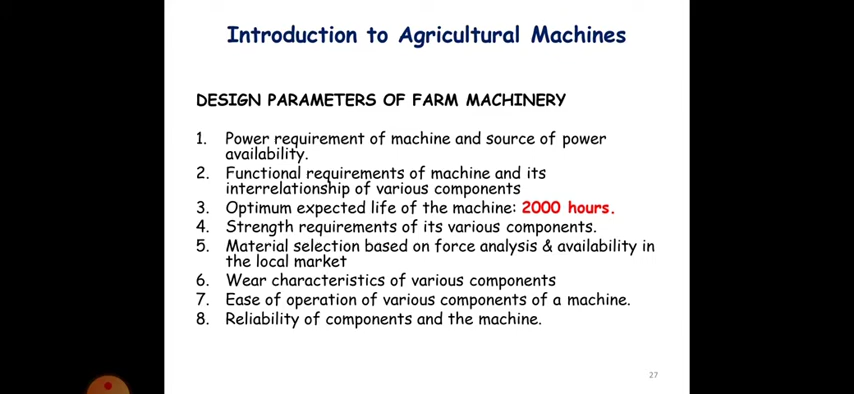 Introduction to Agricultural Machines
DESIGN PARAMETERS OF FARM MACHINERY
1. Power requirement of machine and source of power
availability.
2. Functional requirements of machine and its
interrelationship of various components
3. Optimum expected life of the machine: 2000 hours.
4. Strength requirements of its various components.
5. Material selection based on force analysis & availability in
the local market
6. Wear characteristics of various components
7. Ease of operation of various components of a machine.
8. Reliability of components and the machine.
27